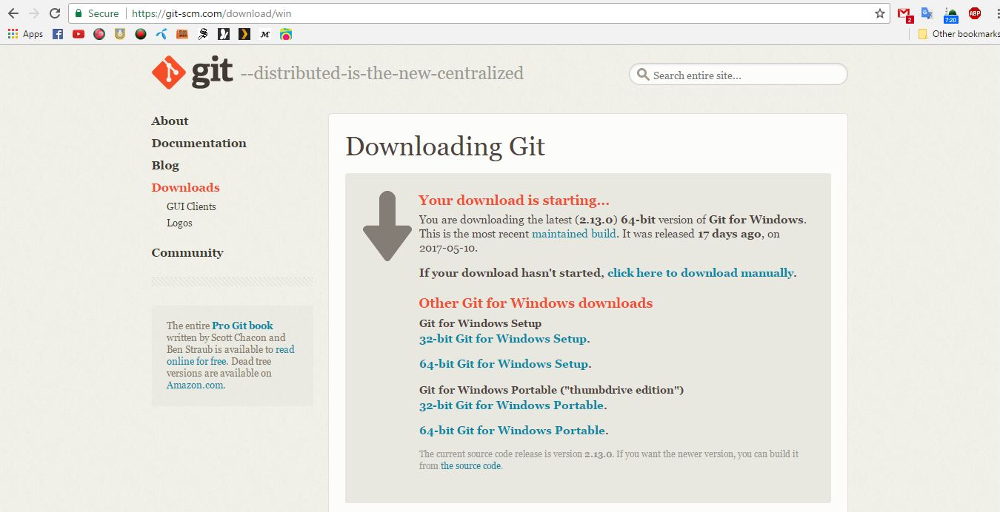 Secure | https://git-scm.com/download/win
2
7:20
ABP
Apps
Other bookmarks
git --distributed-is-the-new-centralized
Search entire site...
About
Documentation
Blog
Downloads
GUI Clients
Logos
Community
The entire Pro Git book
written by Scott Chacon and
Ben Straub is available to read
online for free. Dead tree
versions are available on
Amazon.com.
Downloading Git
Your download is starting...
You are downloading the latest (2.13.0) 64-bit version of Git for Windows.
This is the most recent maintained build. It was released 17 days ago, on
2017-05-10.
If your download hasn't started, click here to download manually.
Other Git for Windows downloads
Git for Windows Setup
32-bit Git for Windows Setup.
64-bit Git for Windows Setup.
Git for Windows Portable ("thumbdrive edition")
32-bit Git for Windows Portable.
64-bit Git for Windows Portable.
The current source code release is version 2.13.0. If you want the newer version, you can build it
from the source code.